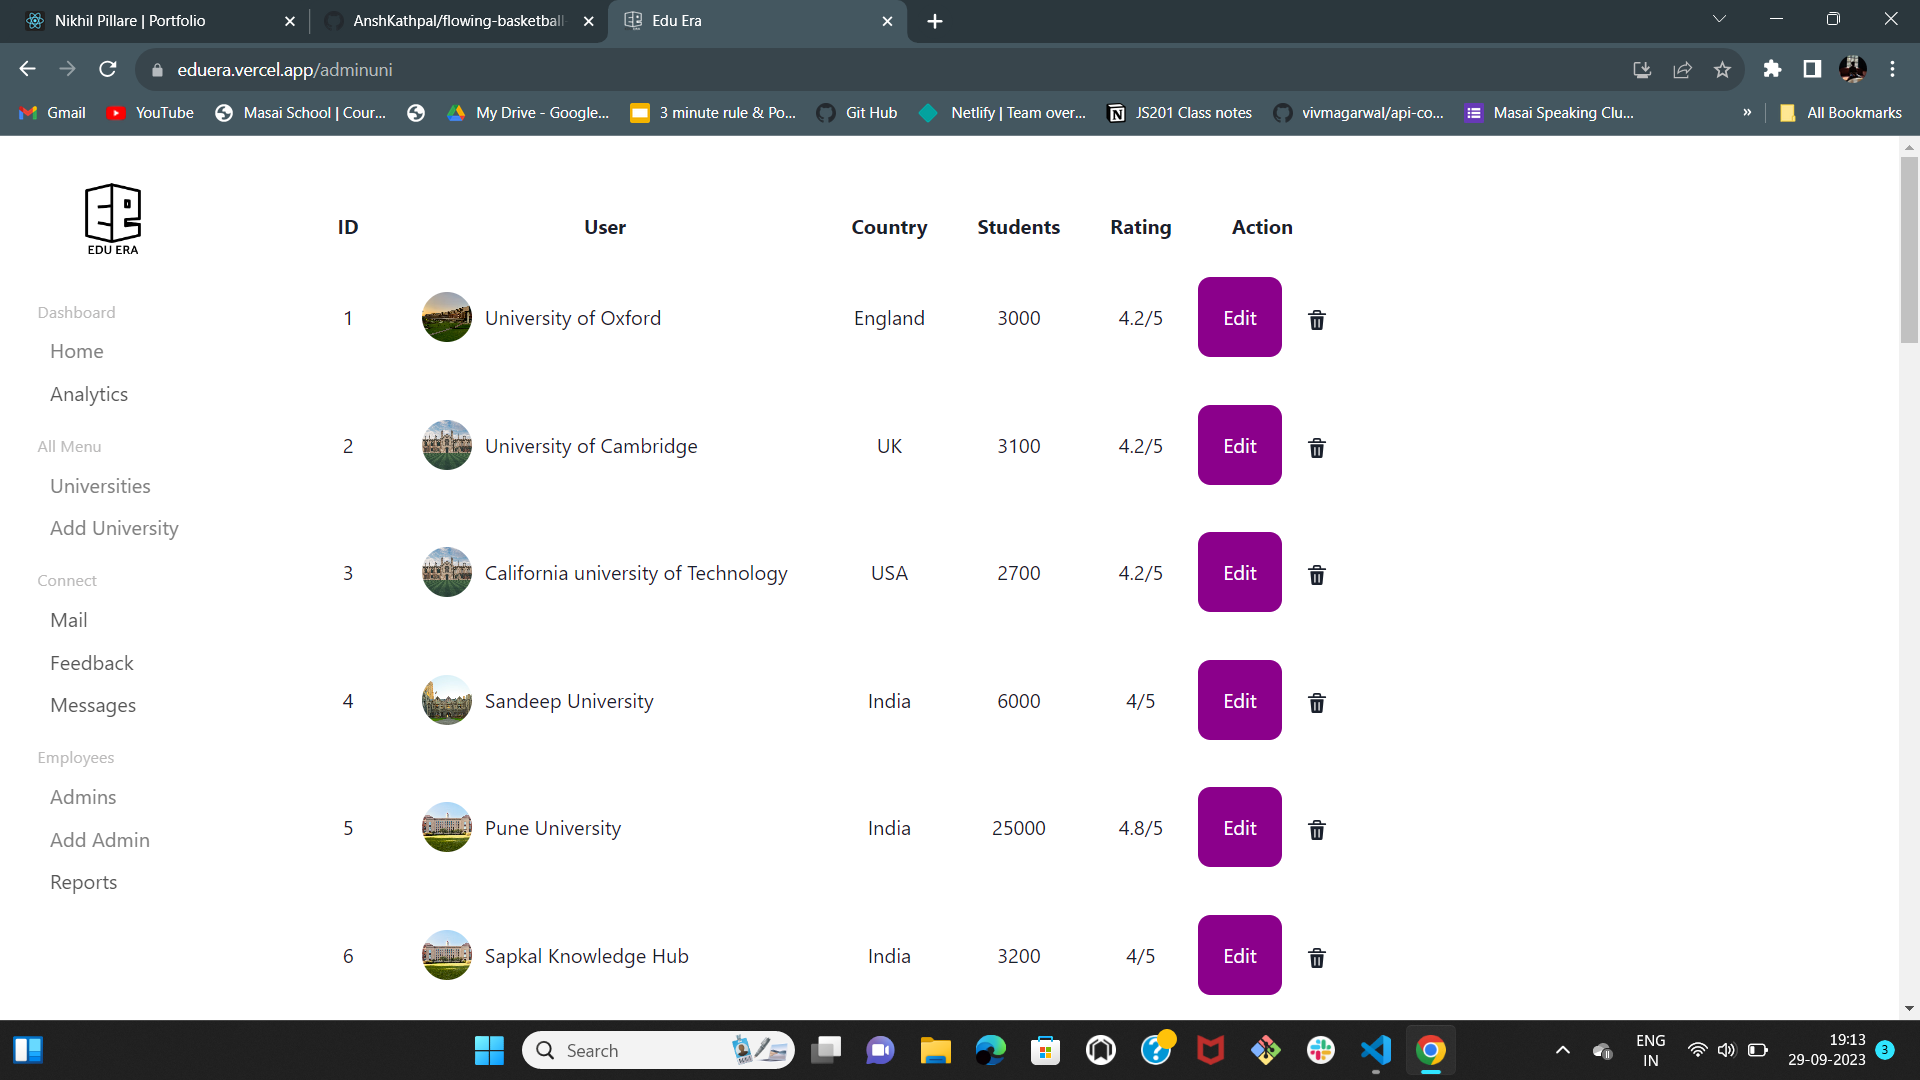 Nikhil Pillare | Portfolio
AnshKathpal/flowing-basketball-
Edu Era
eduera.vercel.app/adminuni
Gmail
YouTube
Masai School | Cour...
My Drive - Google...
3 minute rule & Po...
Git Hub
Netlify | Team over...
JS201 Class notes
vivmagarwal/api-co...
Masai Speaking Clu...
»
All Bookmarks
EDU ERA
Dashboard
Home
Analytics
All Menu
Universities
Add University
Connect
Mail
Feedback
Messages
Employees
Admins
Add Admin
Reports
ID User Country Students Rating Action
1 University of Oxford England 3000 4.2/5 Edit
2 University of Cambridge UK 3100 4.2/5 Edit
3 California university of Technology USA 2700 4.2/5 Edit
4 Sandeep University India 6000 4/5 Edit
5 Pune University India 25000 4.8/5 Edit
6 Sapkal Knowledge Hub India 3200 4/5 Edit
Search
ENG
IN
19:13
29-09-2023
3